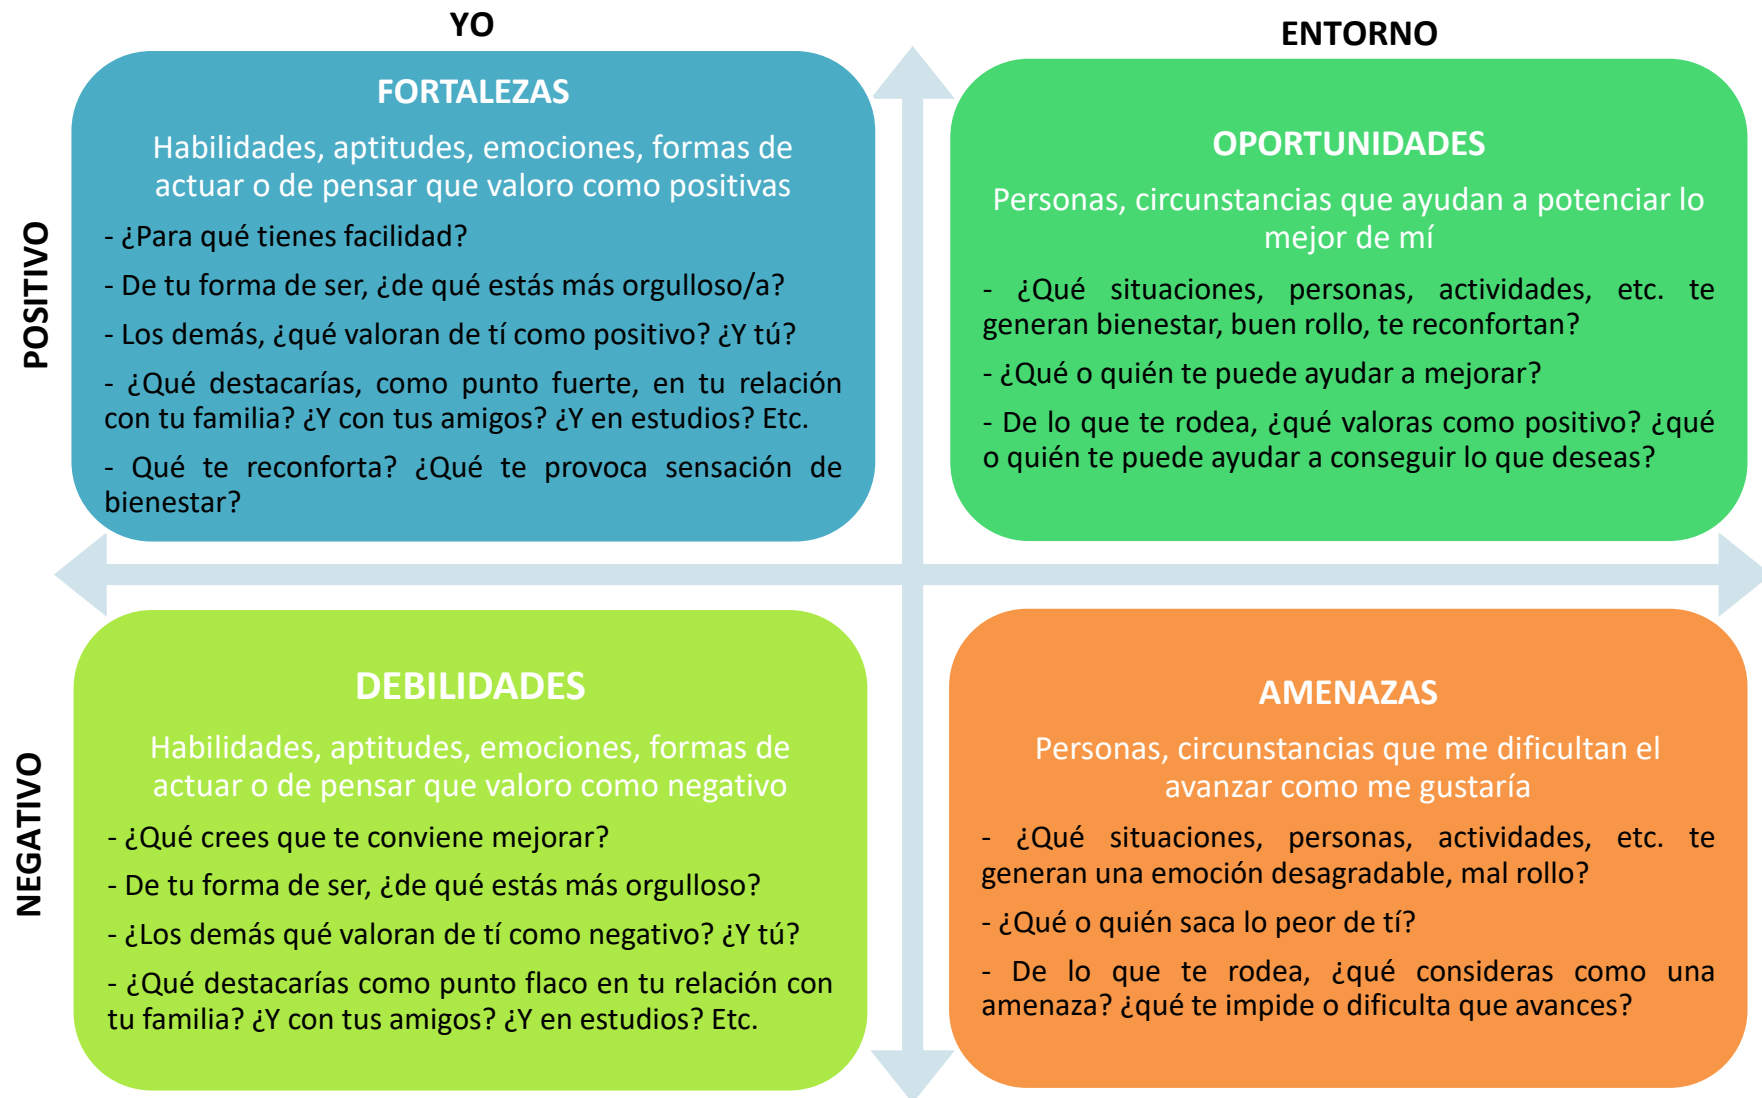 YO
ENTORNO
POSITIVO
FORTALEZAS
Habilidades, aptitudes, emociones, formas de
actuar o de pensar que valoro como positivas
- ¿Para qué tienes facilidad?
- De tu forma de ser, ¿de qué estás más orgulloso/a?
- Los demás, ¿qué valoran de tí como positivo? ¿Y tú?
- ¿Qué destacarías, como punto fuerte, en tu relación
con tu familia? ¿Y con tus amigos? ¿Y en estudios? Etc.
- Qué te reconforta? ¿Qué te provoca sensación de
bienestar?
OPORTUNIDADES
Personas, circunstancias que ayudan a potenciar lo
mejor de mí
- ¿Qué situaciones, personas, actividades, etc. te
generan bienestar, buen rollo, te reconfortan?
- ¿Qué o quién te puede ayudar a mejorar?
- De lo que te rodea, ¿qué valoras como positivo? ¿qué
o quién te puede ayudar a conseguir lo que deseas?
NEGATIVO
DEBILIDADES
Habilidades, aptitudes, emociones, formas de
actuar o de pensar que valoro como negativo
- ¿Qué crees que te conviene mejorar?
- De tu forma de ser, ¿de qué estás más orgulloso?
- ¿Los demás qué valoran de tí como negativo? ¿Y tú?
- ¿Qué destacarías como punto flaco en tu relación con
tu familia? ¿Y con tus amigos? ¿Y en estudios? Etc.
AMENAZAS
Personas, circunstancias que me dificultan el
avanzar como me gustaría
- ¿Qué situaciones, personas, actividades, etc. te
generan una emoción desagradable, mal rollo?
- ¿Qué o quién saca lo peor de tí?
- De lo que te rodea, ¿qué consideras como una
amenaza? ¿qué te impide o dificulta que avances?